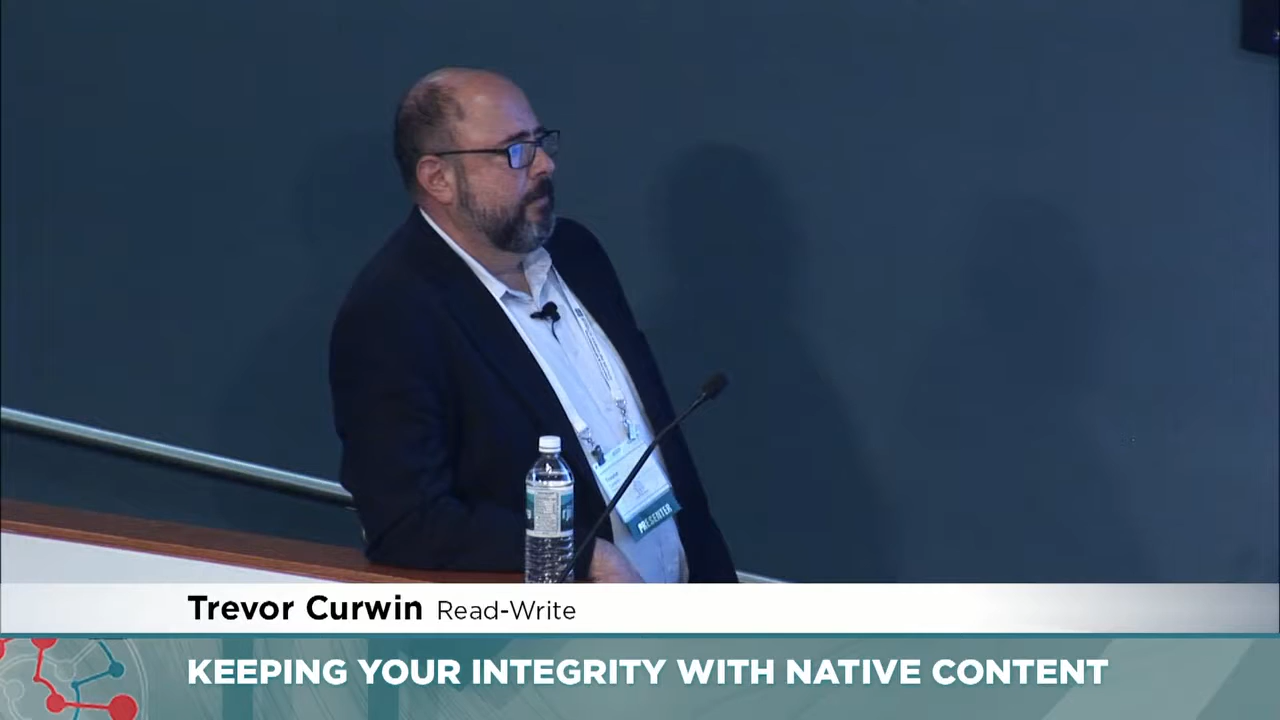 PRESENTER
Trevor Curwin Read-Write
KEEPING YOUR INTEGRITY WITH NATIVE CONTENT